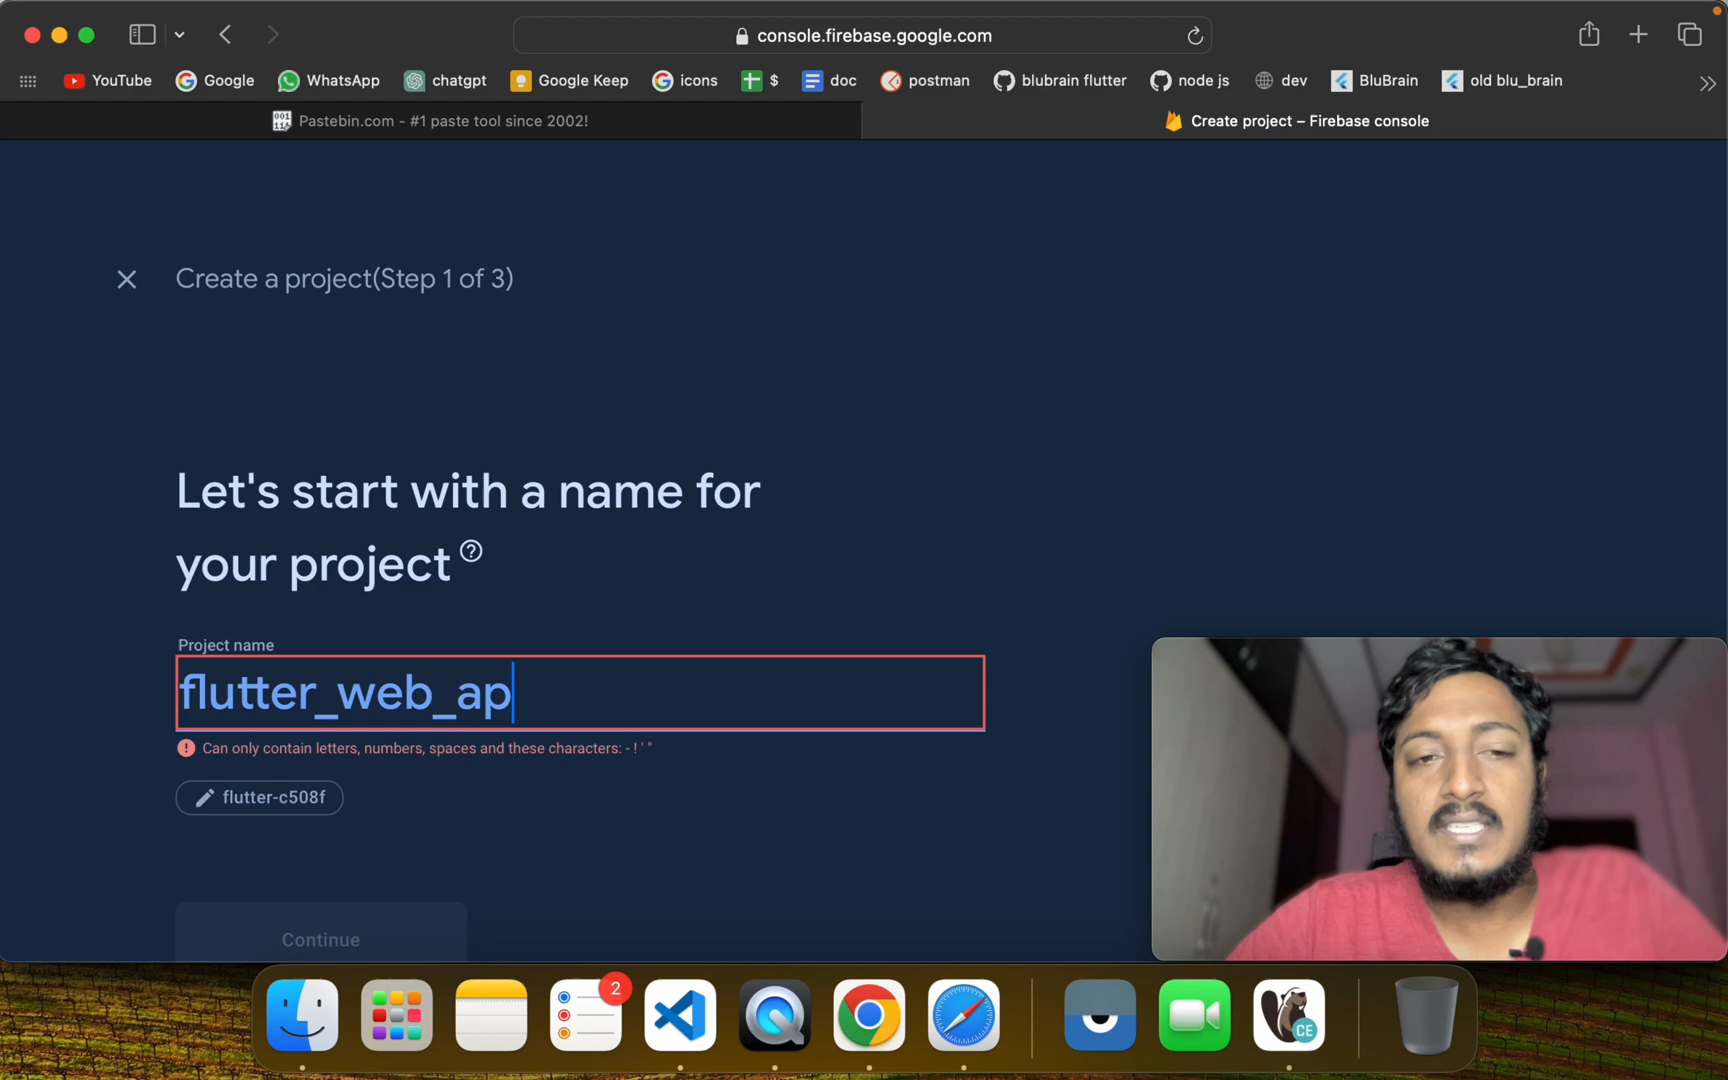 console.firebase.google.com
YouTube
Google
WhatsApp
chatgpt
Google Keep
icons
$
doc
postman
blubrain flutter
node js
dev
BluBrain
old blu_brain
Pastebin.com - #1 paste tool since 2002!
Create project – Firebase console
Create a project(Step 1 of 3)
Let's start with a name for
your project
Project name
flutter_web_ap
Can only contain letters, numbers, spaces and these characters: - ! ' "
flutter-c508f
Continue
2
CE